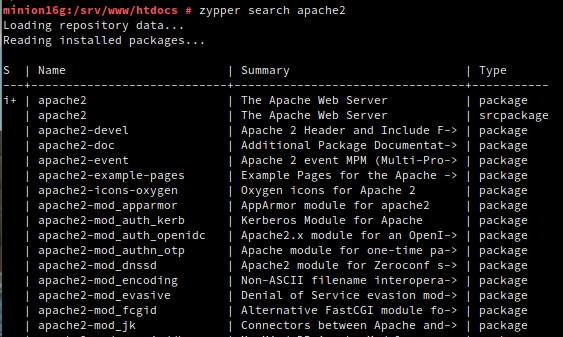 minion16g:/srv/www/htdocs # zypper search apache2
Loading repository data...
Reading installed packages...
S  | Name                      | Summary                         | Type
---+---------------------------+---------------------------------+-----------
i+ | apache2                   | The Apache Web Server           | package
   | apache2                   | The Apache Web Server           | srcpackage
   | apache2-devel             | Apache 2 Header and Include F-> | package
   | apache2-doc               | Additional Package Documentat-> | package
   | apache2-event             | Apache 2 event MPM (Multi-Pro-> | package
   | apache2-example-pages     | Example Pages for the Apache -> | package
   | apache2-icons-oxygen      | Oxygen icons for Apache 2       | package
   | apache2-mod_apparmor      | AppArmor module for apache2     | package
   | apache2-mod_auth_kerb     | Kerberos Module for Apache      | package
   | apache2-mod_auth_openidc  | Apache2.x module for an OpenI-> | package
   | apache2-mod_authn_otp     | Apache module for one-time pa-> | package
   | apache2-mod_dnssd         | Apache2 module for Zeroconf s-> | package
   | apache2-mod_encoding      | Non-ASCII filename interopera-> | package
   | apache2-mod_evasive       | Denial of Service evasion mod-> | package
   | apache2-mod_fcgid         | Alternative FastCGI module fo-> | package
   | apache2-mod_jk            | Connectors between Apache and-> | package